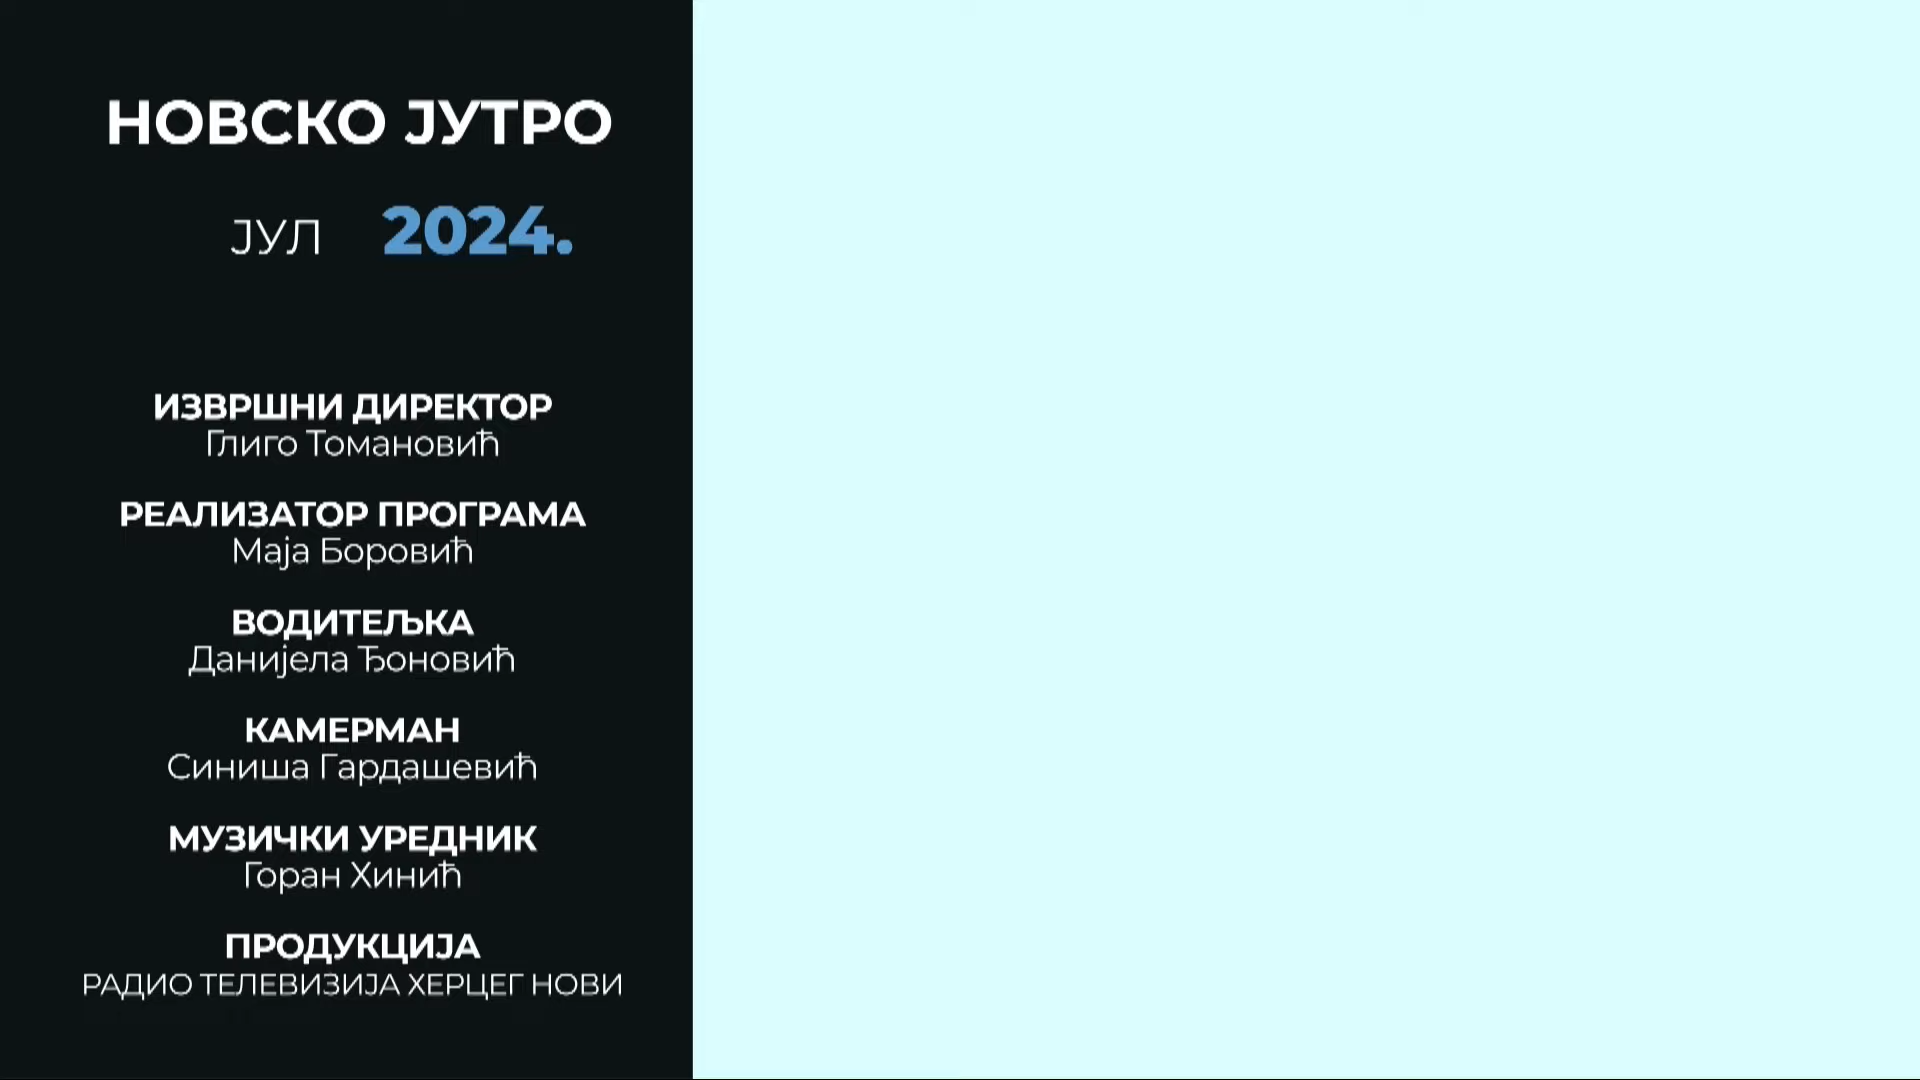 НОВСКО ЈУТРО
ЈУЛ 2024.
ИЗВРШНИ ДИРЕКТОР
Глиго Томановић
РЕАЛИЗАТОР ПРОГРАМА
Маја Боровић
ВОДИТЕЉКА
Данијела Ђоновић
КАМЕРМАН
Синиша Гардашевић
МУЗИЧКИ УРЕДНИК
Горан Хинић
ПРОДУКЦИЈА
РАДИО ТЕЛЕВИЗИЈА ХЕРЦЕГ НОВИ